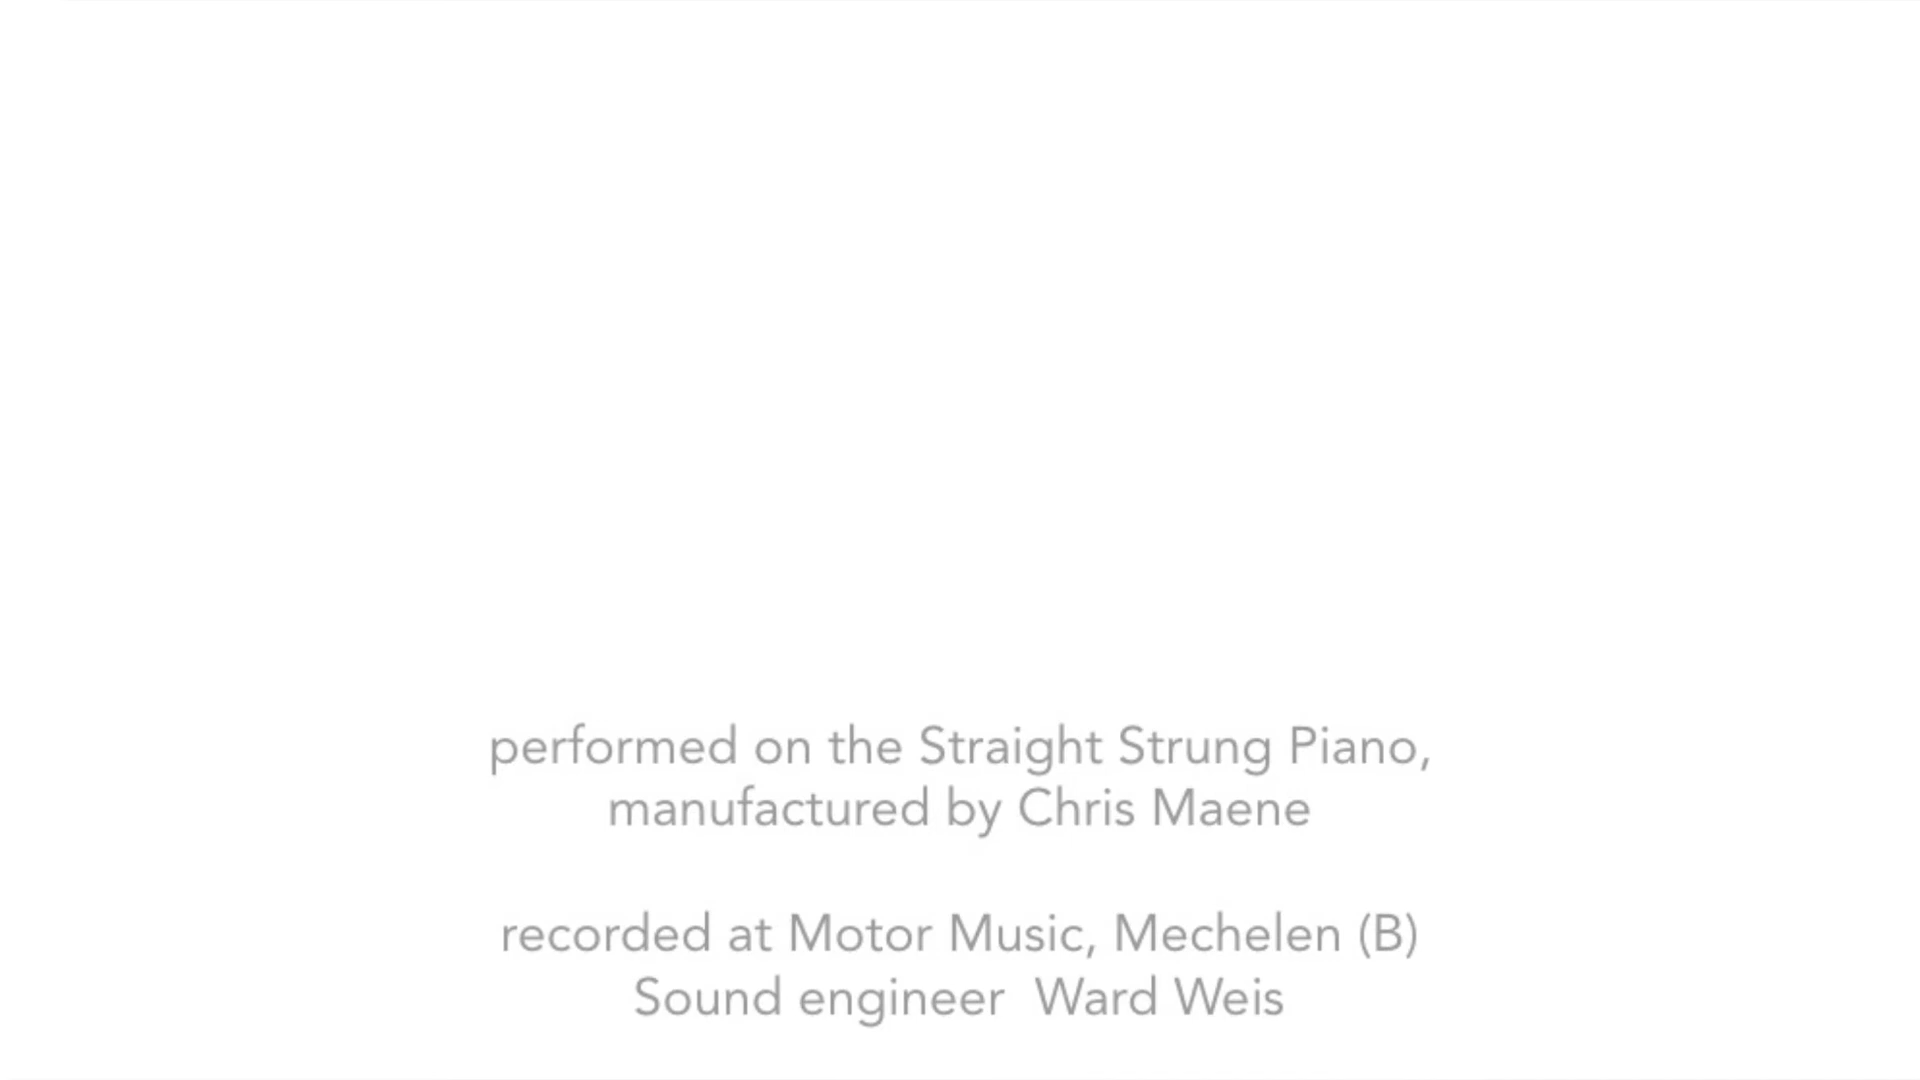 performed on the Straight Strung Piano,
manufactured by Chris Maene
recorded at Motor Music, Mechelen (B)
Sound engineer  Ward Weis